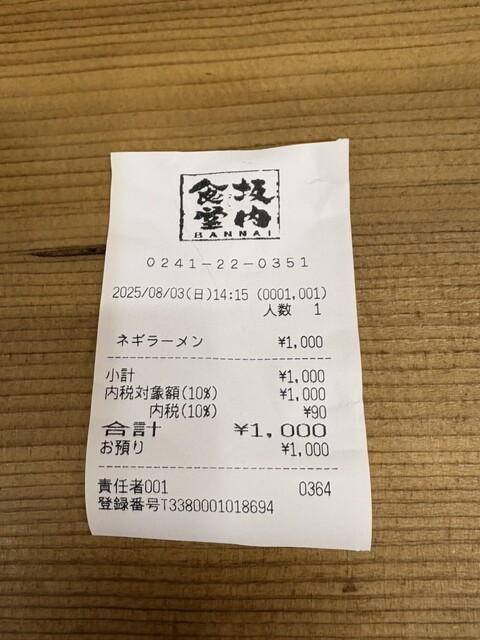 坂内
食堂
BANNAI
0241-22-0351
2025/08/03(日)14:15 (0001,001)
人数 1
ネギラーメン ¥1,000
小計 ¥1,000
内税対象額(10%) ¥1,000
内税(10%) ¥90
合計 ¥1,000
お預り ¥1,000
責任者001 0364
登録番号T3380001018694